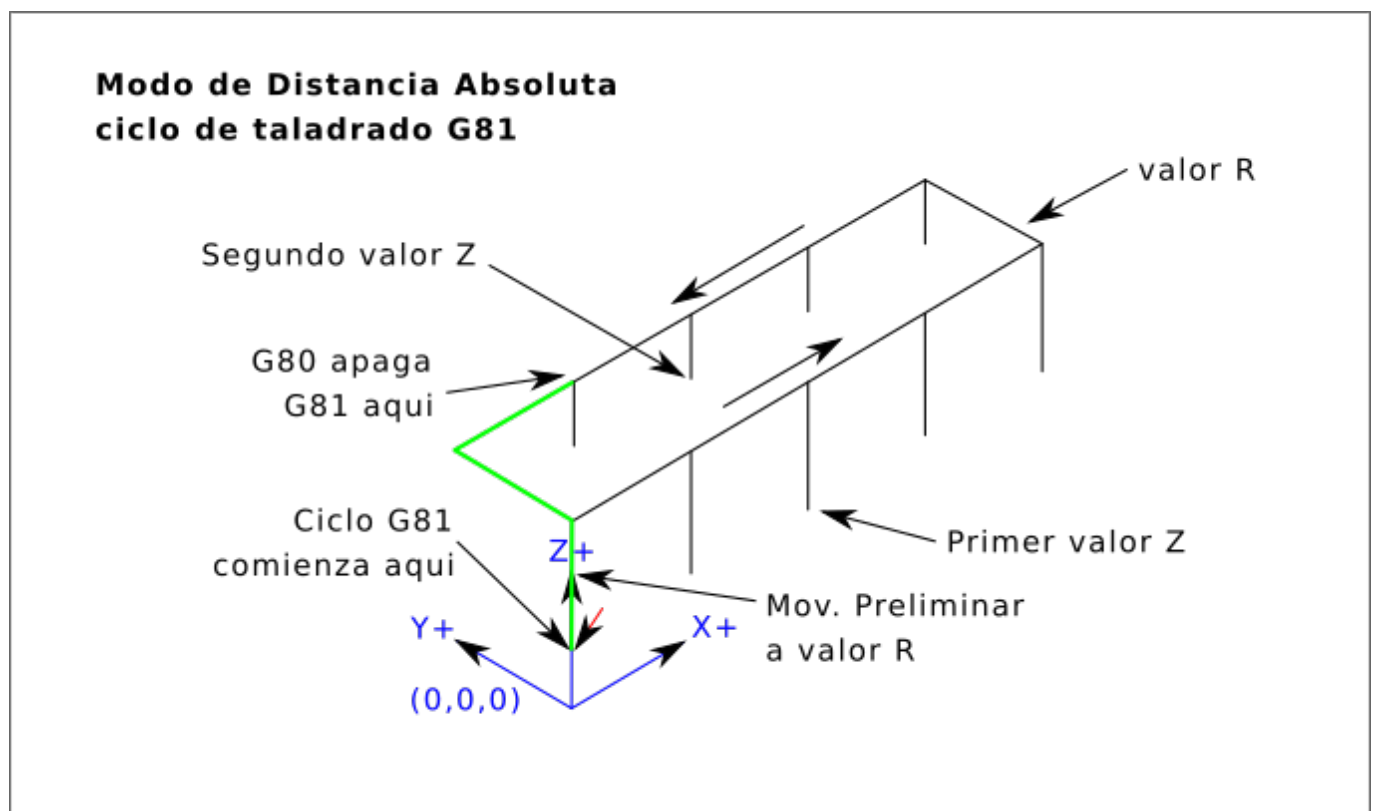 Modo de Distancia Absoluta
ciclo de taladrado G81
valor R
Segundo valor Z
G80 apaga
G81 aqui
Ciclo G81
comienza aqui
Z+
Primer valor Z
Mov. Preliminar
a valor R
Y+
X+
(0,0,0)